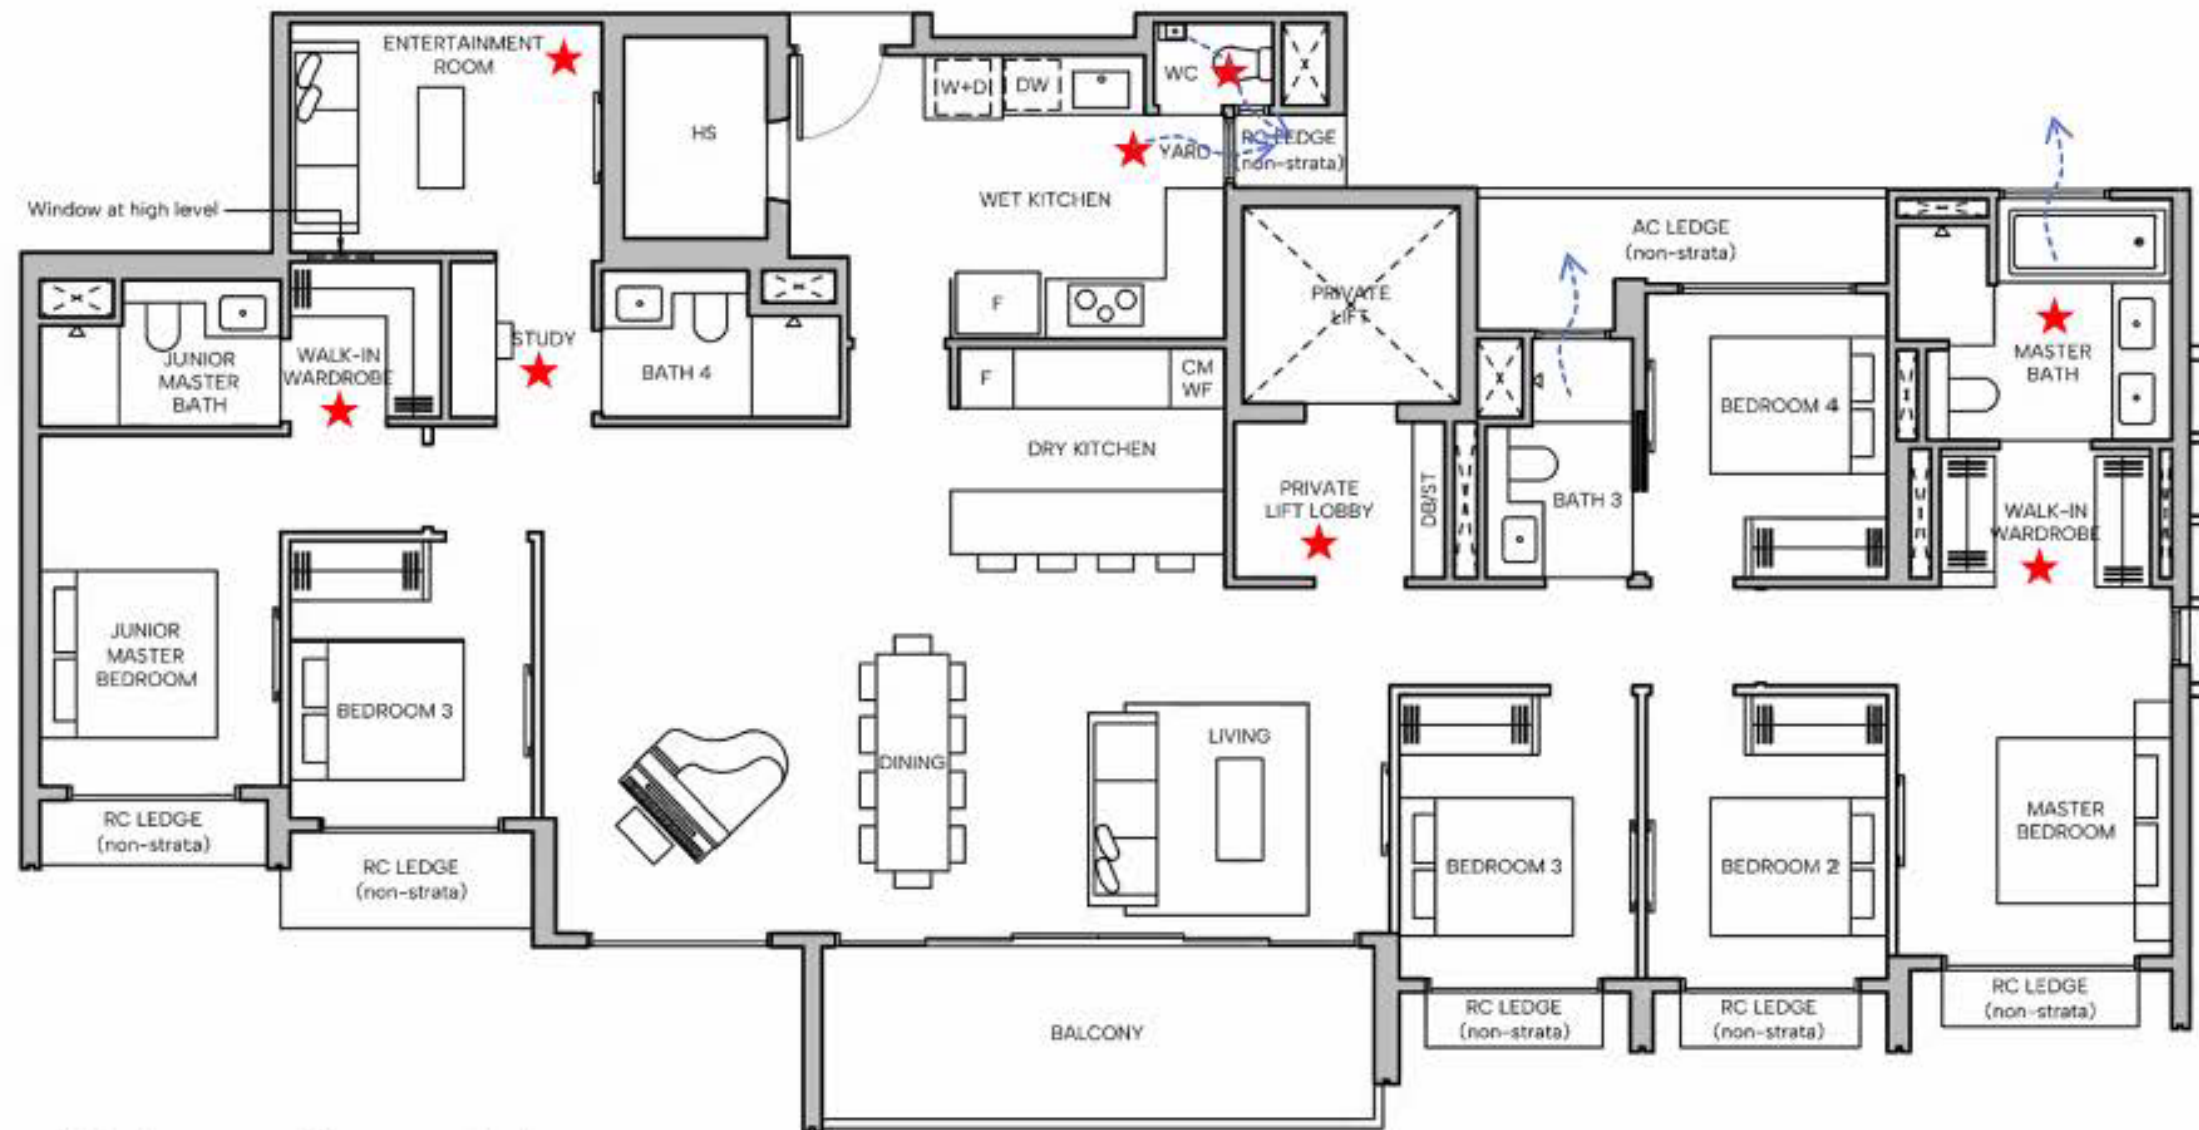 ENTERTAINMENT
ROOM
HS
W+D
DW
WC
YARD
RC LEDGE
(non-strata)
WET KITCHEN
Window at high level
AC LEDGE
(non-strata)
PRIVATE
LIFT
F
STUDY
JUNIOR
MASTER
BATH
WALK-IN
WARDROBE
BATH 4
F
CM
WF
MASTER
BATH
BEDROOM 4
DRY KITCHEN
PRIVATE
LIFT LOBBY
DB/ST
BATH 3
WALK-IN
WARDROBE
JUNIOR
MASTER
BEDROOM
BEDROOM 3
DINING
LIVING
BEDROOM 3
BEDROOM 2
MASTER
BEDROOM
RC LEDGE
(non-strata)
RC LEDGE
(non-strata)
BALCONY
RC LEDGE
(non-strata)
RC LEDGE
(non-strata)
RC LEDGE
(non-strata)